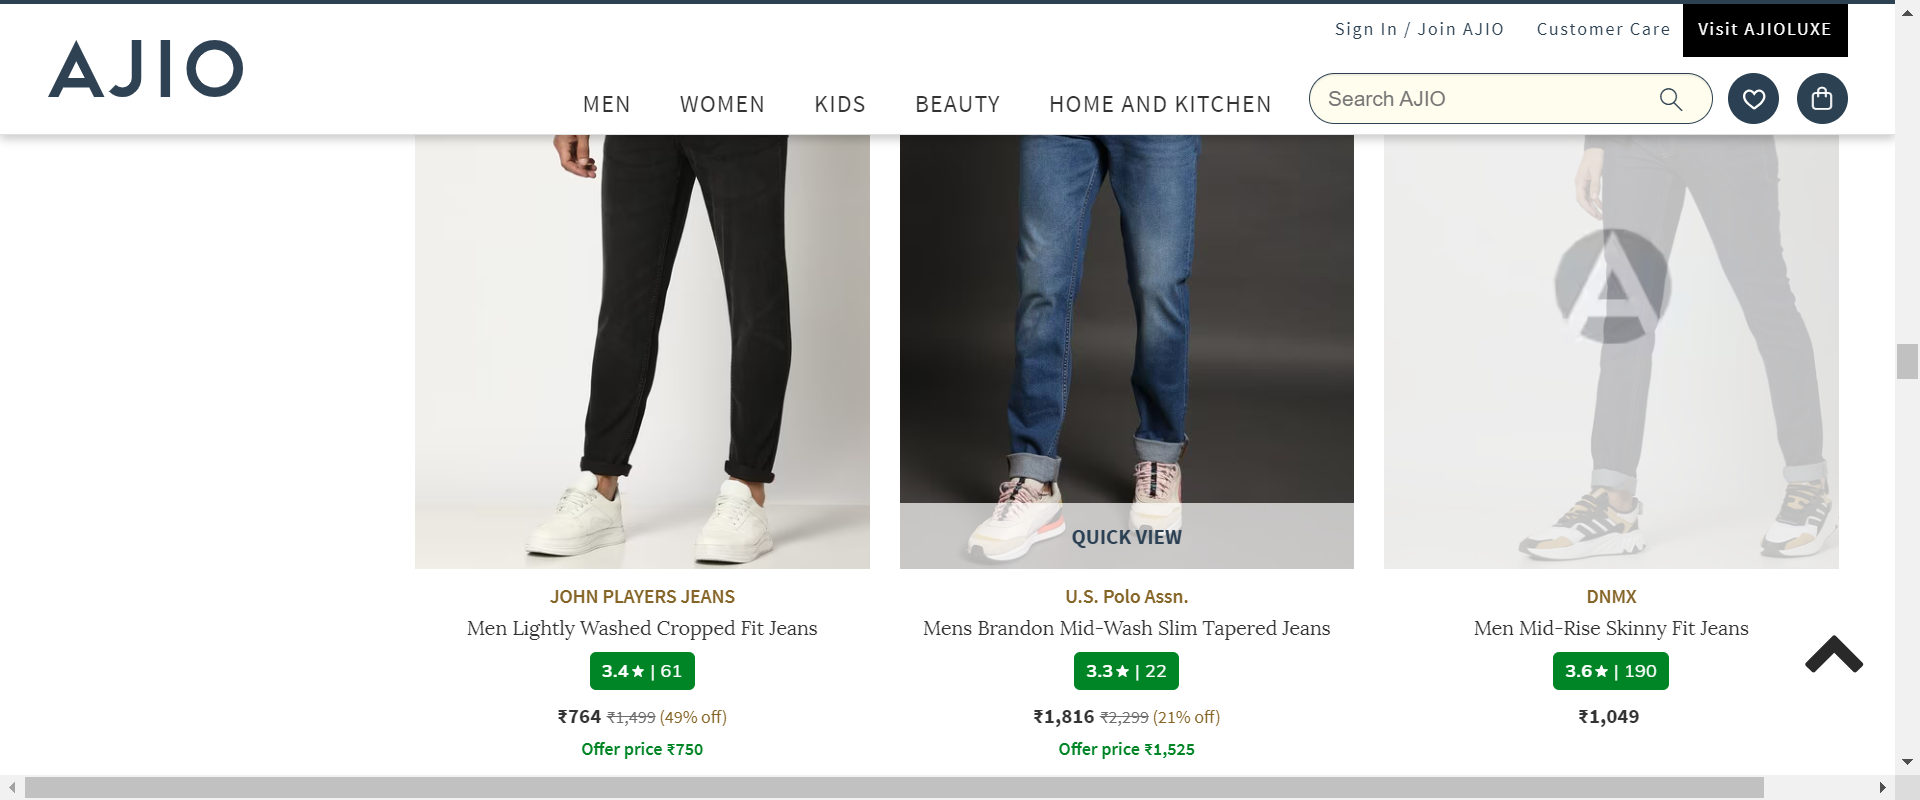 Sign In / Join AJIO Customer Care Visit AJIOLUXE
AJIO
MEN WOMEN KIDS BEAUTY HOME AND KITCHEN Search AJIO
QUICK VIEW
JOHN PLAYERS JEANS
Men Lightly Washed Cropped Fit Jeans
3.4★ | 61
₹764 ₹1,499 (49% off)
Offer price ₹750
U.S. Polo Assn.
Mens Brandon Mid-Wash Slim Tapered Jeans
3.3★ | 22
₹1,816 ₹2,299 (21% off)
Offer price ₹1,525
DNMX
Men Mid-Rise Skinny Fit Jeans
3.6★ | 190
₹1,049